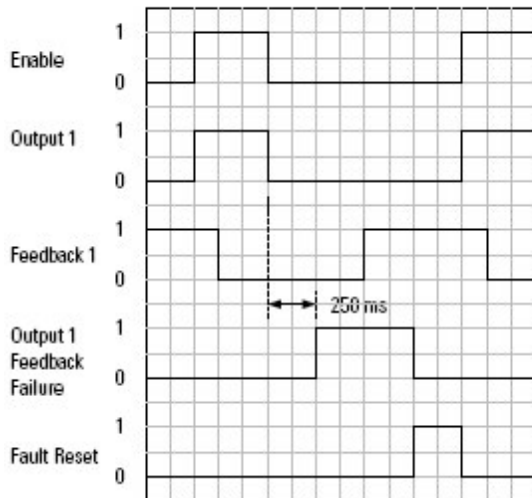 1
Enable
0
1
Output 1
0
1
Feedback 1
0
250 ms
Output 1
1
Feedback
Failure
0
1
Fault Reset
0